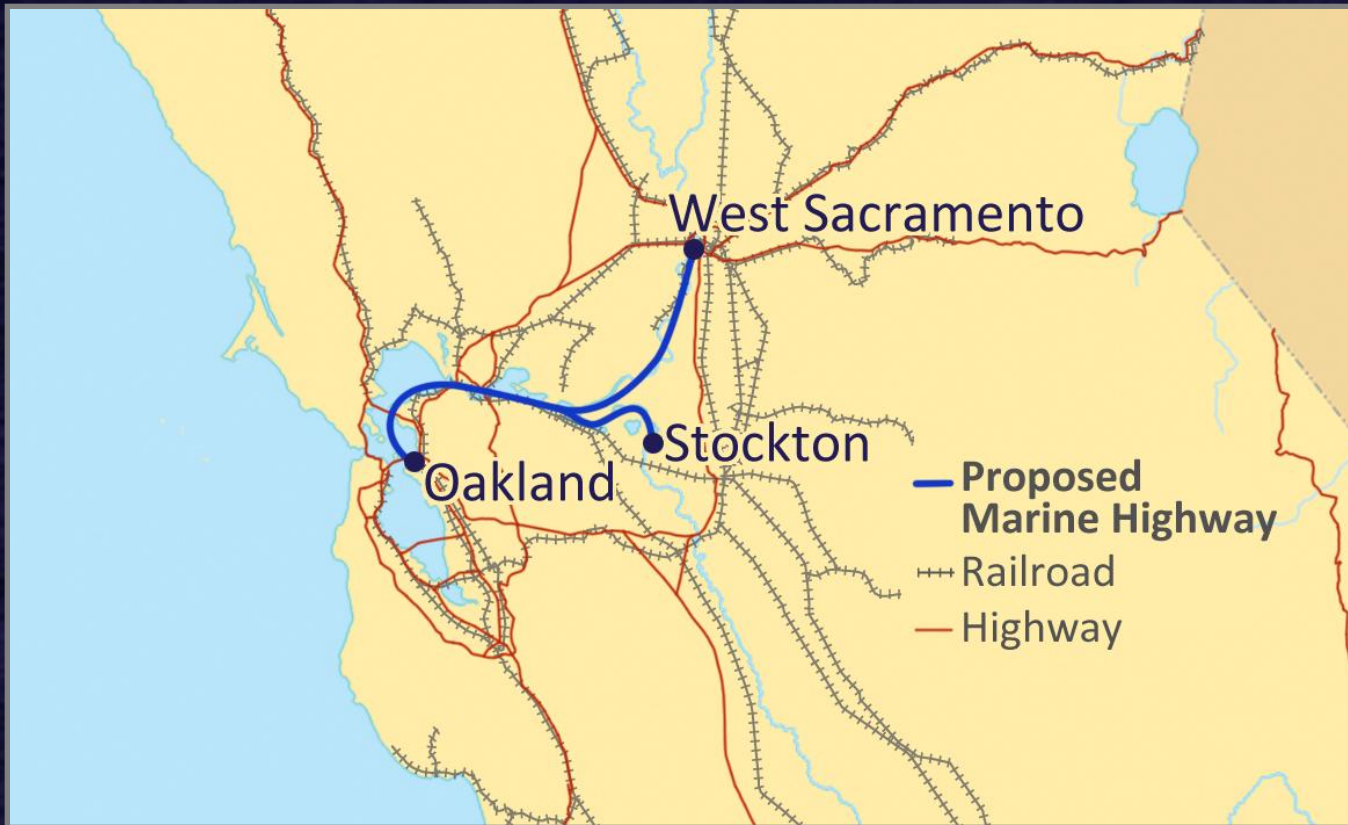 West Sacramento
Stockton
Oakland
Proposed
Marine Highway
Railroad
Highway